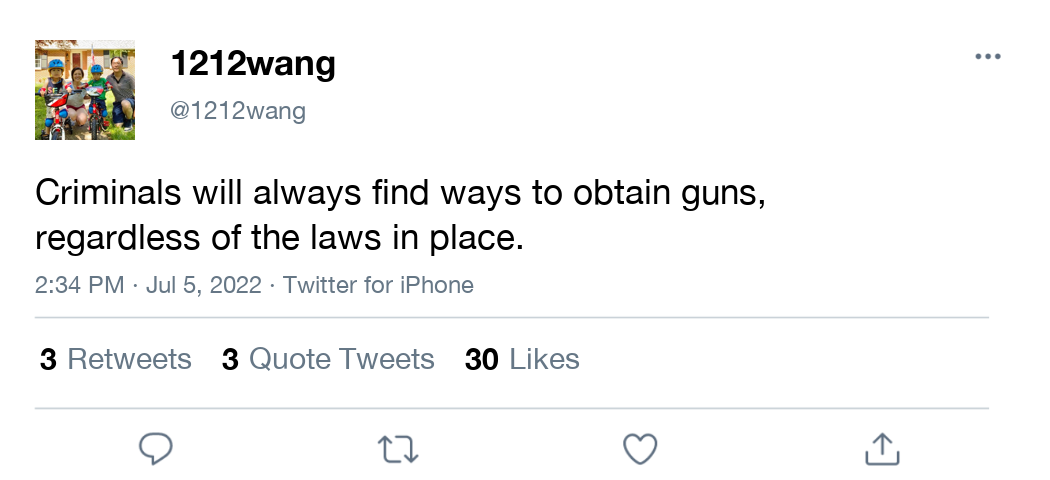 1212wang
@1212wang
Criminals will always find ways to obtain guns,
regardless of the laws in place.
2:34 PM · Jul 5, 2022 · Twitter for iPhone
3 Retweets 3 Quote Tweets 30 Likes